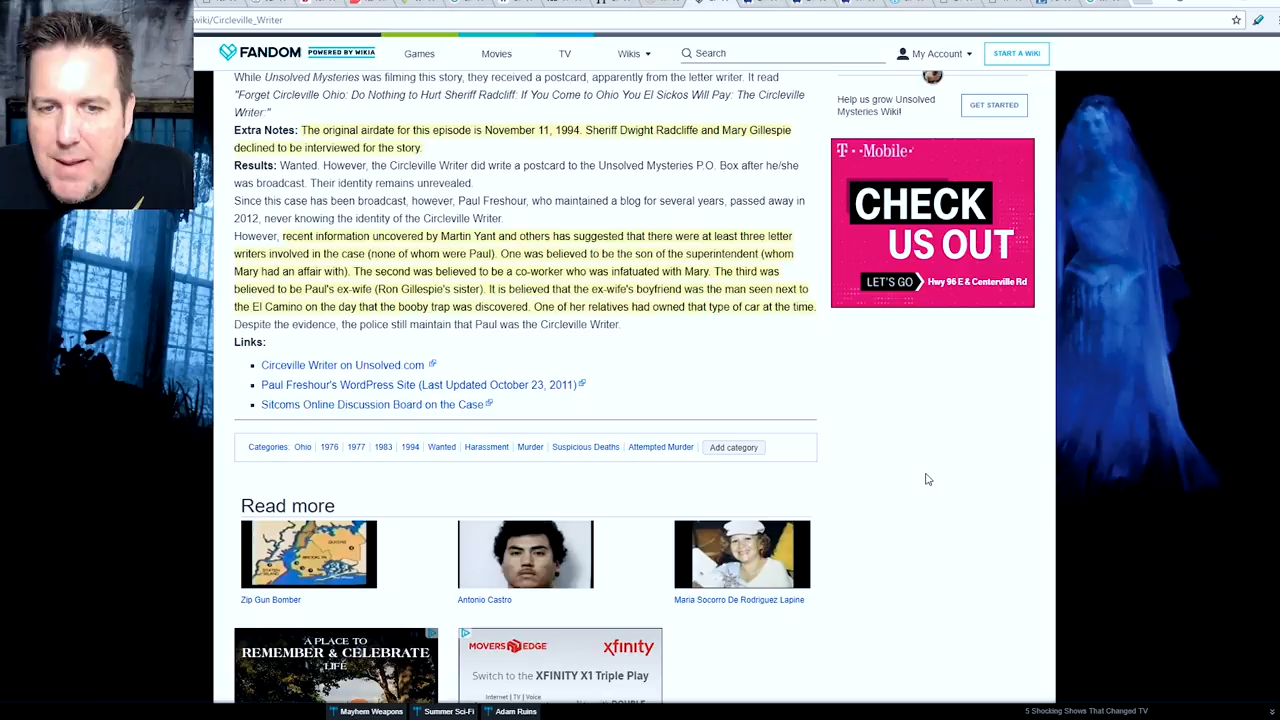 wiki/Circleville_Writer
FANDOM POWERED BY WIKIA Games Movies TV Wikis Search My Account START A WIKI
While Unsolved Mysteries was filming this story, they received a postcard, apparently from the letter writer. It read
"Forget Circleville Ohio: Do Nothing to Hurt Sheriff Radcliff: If You Come to Ohio You El Sickos Will Pay: The Circleville
Writer."
Extra Notes: The original airdate for this episode is November 11, 1994. Sheriff Dwight Radcliffe and Mary Gillespie
declined to be interviewed for the story.
Results: Wanted. However, the Circleville Writer did write a postcard to the Unsolved Mysteries P.O. Box after he/she
was broadcast. Their identity remains unrevealed.
Since this case has been broadcast, however, Paul Freshour, who maintained a blog for several years, passed away in
2012, never knowing the identity of the Circleville Writer.
However, recent information uncovered by Martin Yant and others has suggested that there were at least three letter
writers involved in the case (none of whom were Paul). One was believed to be the son of the superintendent (whom
Mary had an affair with). The second was believed to be a co-worker who was infatuated with Mary. The third was
believed to be Paul's ex-wife (Ron Gillespie's sister). It is believed that the ex-wife's boyfriend was the man seen next to
the El Camino on the day that the booby trap was discovered. One of her relatives had owned that type of car at the time.
Despite the evidence, the police still maintain that Paul was the Circleville Writer.
Links:
Circeville Writer on Unsolved.com
Paul Freshour's WordPress Site (Last Updated October 23, 2011)
Sitcoms Online Discussion Board on the Case
Categories: Ohio 1976 1977 1983 1994 Wanted Harassment Murder Suspicious Deaths Attempted Murder Add category
Help us grow Unsolved
Mysteries Wiki!
GET STARTED
T Mobile
CHECK
US OUT
LET'S GO Hwy 96 E & Centerville Rd
Read more
Zip Gun Bomber
Antonio Castro
Maria Socorro De Rodriguez Lapine
A PLACE TO
REMEMBER & CELEBRATE
LIFE
MOVERS EDGE xfinity
Switch to the XFINITY X1 Triple Play
Internet | TV | Voice
Mayhem Weapons Summer Sci-Fi Adam Ruins 5 Shocking Shows That Changed TV